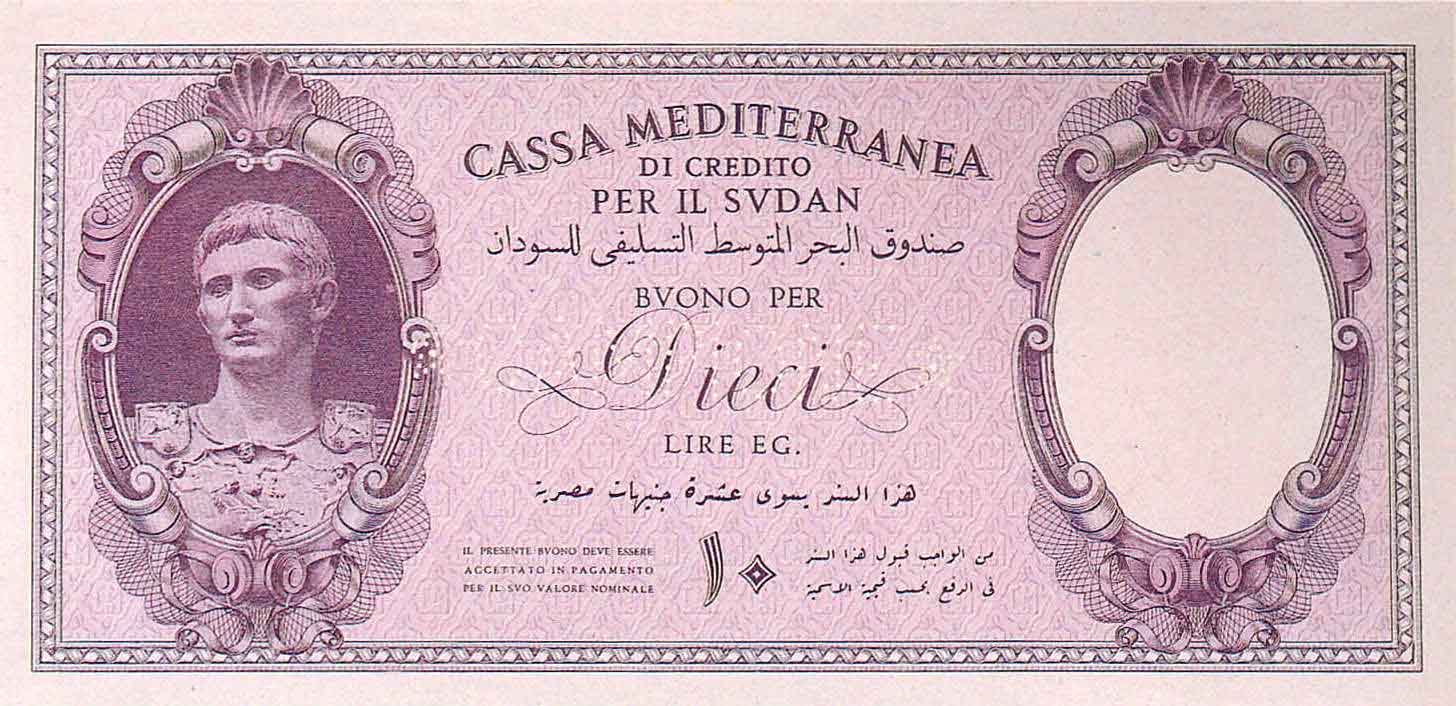 CASSA MEDITERRANEA
DI CREDITO
PER IL SVDAN
صندوق البحر المتوسط التسليفى للسودان
BVONO PER
Dieci
LIRE EG.
هذا السند يسوى عشرة جنيهات مصرية
IL PRESENTE BVONO DEVE ESSERE
ACCETTATO IN PAGAMENTO
PER IL SVO VALORE NOMINALE
١٠
من الواجب قبول هذا السند
فى الدفع بحسب قيمية الاسمية